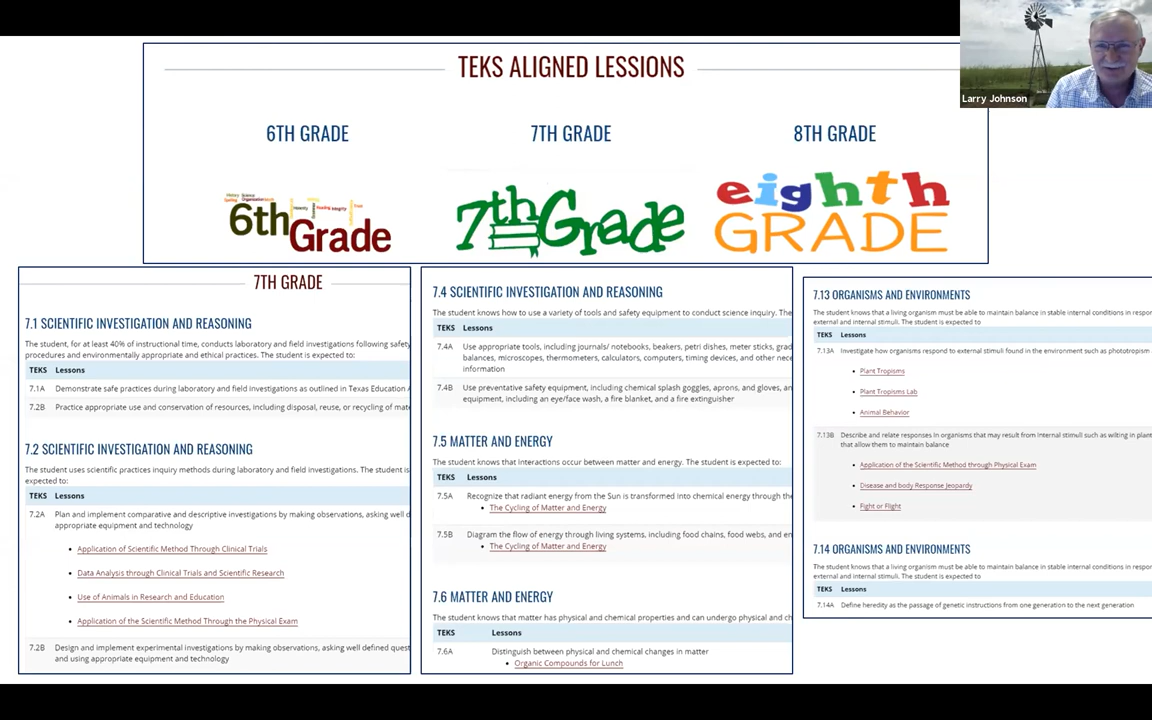 TEKS ALIGNED LESSIONS
Larry Johnson
6TH GRADE
7TH GRADE
8TH GRADE
6th Grade
7th Grade
eighth
GRADE
7TH GRADE
7.1 SCIENTIFIC INVESTIGATION AND REASONING
The student, for at least 40% of instructional time, conducts laboratory and field investigations following safety
procedures and environmentally appropriate and ethical practices. The student is expected to:
TEKS Lessons
7.1A Demonstrate safe practices during laboratory and field investigations as outlined in Texas Education
7.2B Practice appropriate use and conservation of resources, including disposal, reuse, or recycling of mate
7.2 SCIENTIFIC INVESTIGATION AND REASONING
The student uses scientific practices inquiry methods during laboratory and field investigations. The student is
expected to:
TEKS Lessons
7.2A Plan and implement comparative and descriptive investigations by making observations, asking well d
appropriate equipment and technology
• Application of Scientific Method Through Clinical Trials
• Data Analysis through Clinical Trials and Scientific Research
• Use of Animals in Research and Education
• Application of the Scientific Method Through the Physical Exam
7.2B Design and implement experimental investigations by making observations, asking well defined quest
and using appropriate equipment and technology
7.4 SCIENTIFIC INVESTIGATION AND REASONING
The student knows how to use a variety of tools and safety equipment to conduct science inquiry. The
TEKS Lessons
7.4A Use appropriate tools, including journals/ notebooks, beakers, petri dishes, meter sticks, grad
balances, microscopes, thermometers, calculators, computers, timing devices, and other nece
information
7.4B Use preventative safety equipment, including chemical splash goggles, aprons, and gloves, an
equipment, including an eye/face wash, a fire blanket, and a fire extinguisher
7.5 MATTER AND ENERGY
The student knows that interactions occur between matter and energy. The student is expected to:
TEKS Lessons
7.5A Recognize that radiant energy from the Sun is transformed into chemical energy through the
• The Cycling of Matter and Energy
7.5B Diagram the flow of energy through living systems, including food chains, food webs, and en
• The Cycling of Matter and Energy
7.6 MATTER AND ENERGY
The student knows that matter has physical and chemical properties and can undergo physical and ch
TEKS Lessons
7.6A Distinguish between physical and chemical changes in matter
• Organic Compounds for Lunch
7.13 ORGANISMS AND ENVIRONMENTS
The student knows that a living organism must be able to maintain balance in stable internal conditions in respon
external and internal stimuli. The student is expected to
TEKS Lessons
7.13A Investigate how organisms respond to external stimuli found in the environment such as phototropism
• Plant Tropisms
• Plant Tropisms Lab
• Animal Behavior
7.13B Describe and relate responses in organisms that may result from internal stimuli such as wilting in plant
that allow them to maintain balance
• Application of the Scientific Method through Physical Exam
• Disease and body Response Jeopardy
• Fight or Flight
7.14 ORGANISMS AND ENVIRONMENTS
The student knows that a living organism must be able to maintain balance in stable internal conditions in respon
external and internal stimuli. The student is expected to
TEKS Lessons
7.14A Define heredity as the passage of genetic instructions from one generation to the next generation